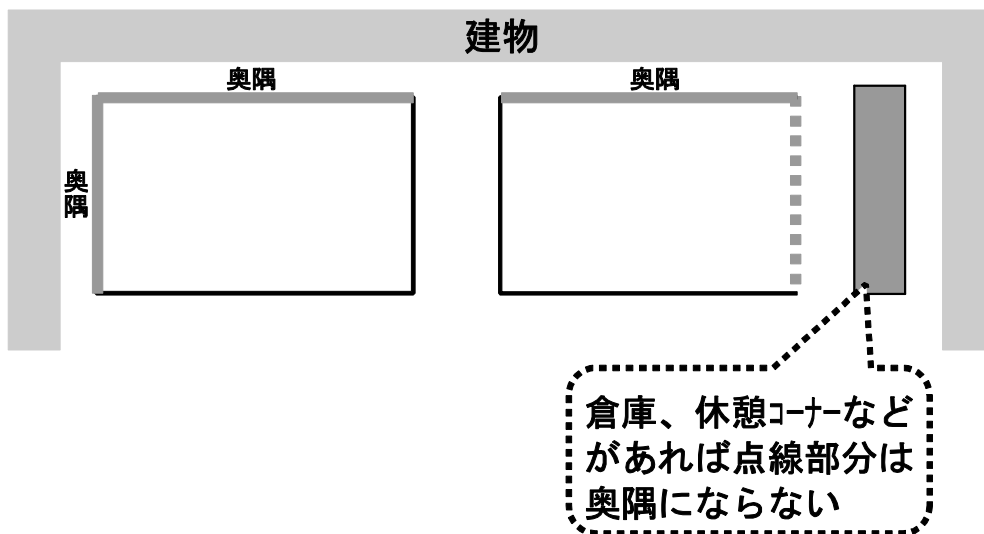 建物
奥隅
奥隅
奥隅
倉庫、休憩ｺｰﾅｰなど
があれば点線部分は
奥隅にならない